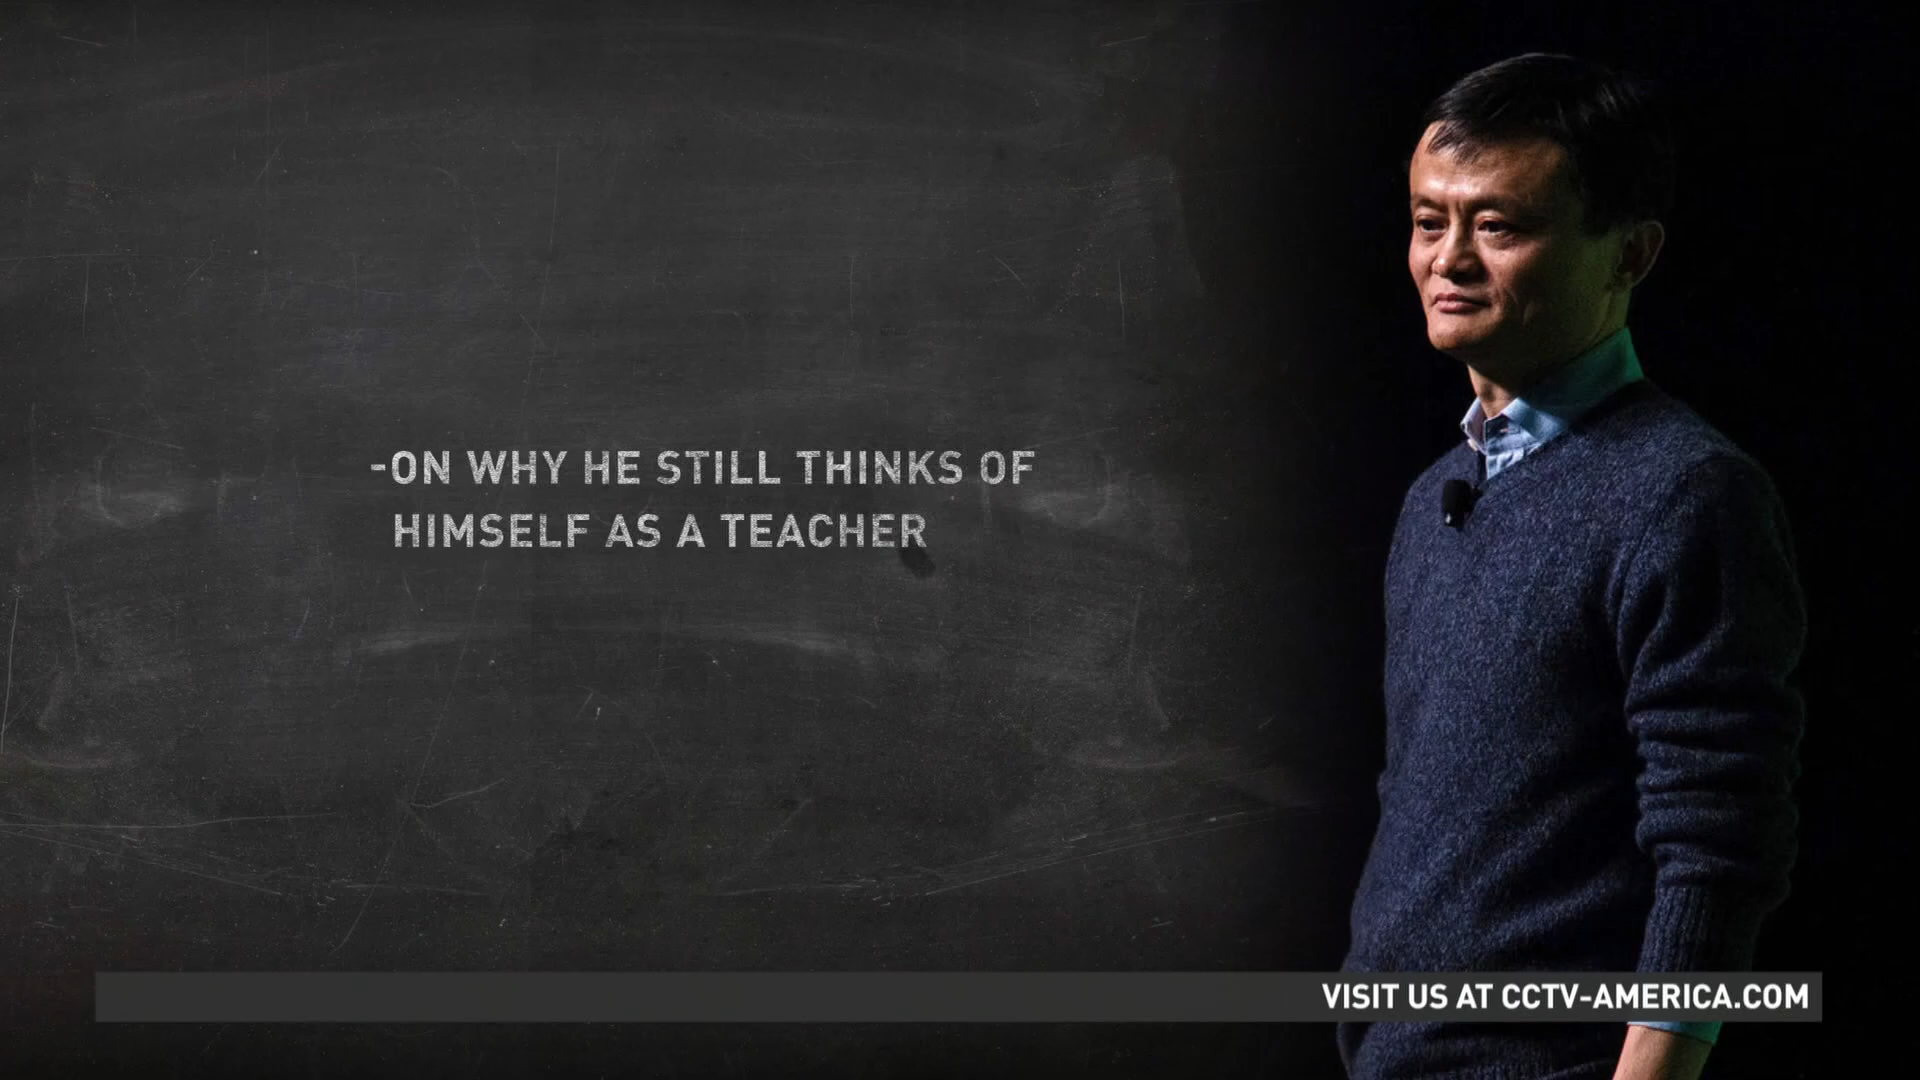 -ON WHY HE STILL THINKS OF
HIMSELF AS A TEACHER
VISIT US AT CCTV-AMERICA.COM